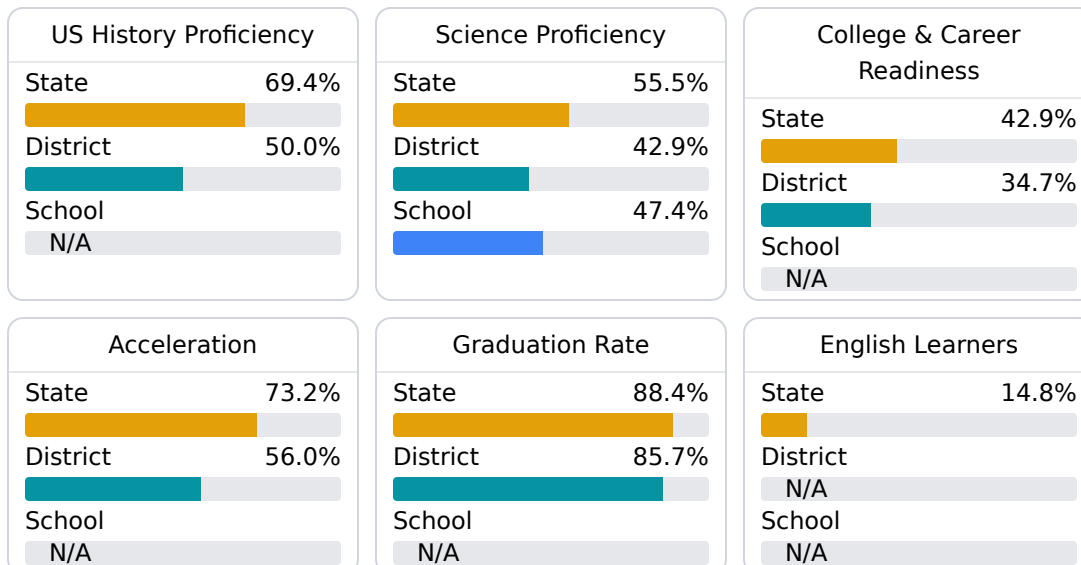 US History Proficiency
State 69.4%
District 50.0%
School
N/A
Science Proficiency
State 55.5%
District 42.9%
School 47.4%
College & Career
Readiness
State 42.9%
District 34.7%
School
N/A
Acceleration
State 73.2%
District 56.0%
School
N/A
Graduation Rate
State 88.4%
District 85.7%
School
N/A
English Learners
State 14.8%
District
N/A
School
N/A